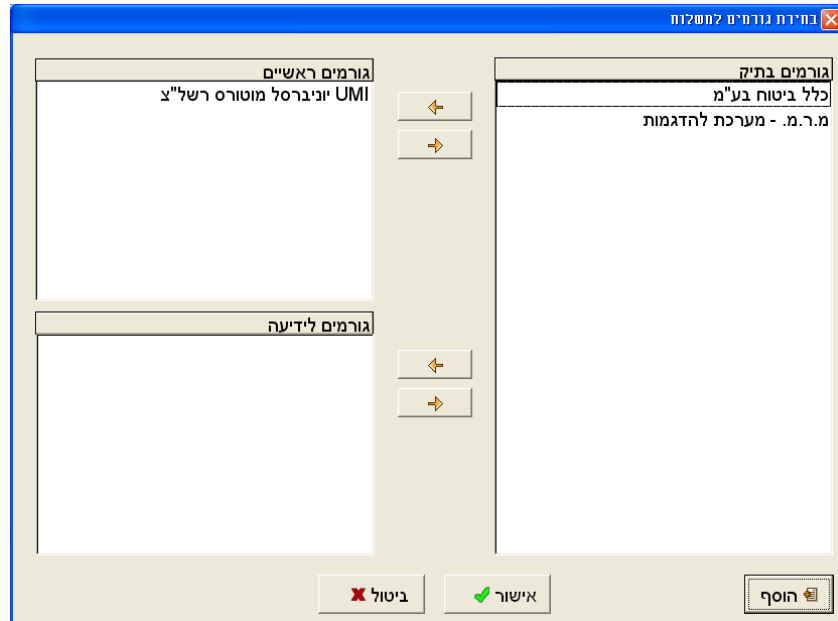 בחירת גורמים למשלוח
גורמים בתיק
כלל ביטוח בע"מ
מ.ר.מ. - מערכת להדגמות
גורמים ראשיים
UMI יוניברסל מוטורס רשל"צ
גורמים לידיעה
הוסף
אישור
ביטול